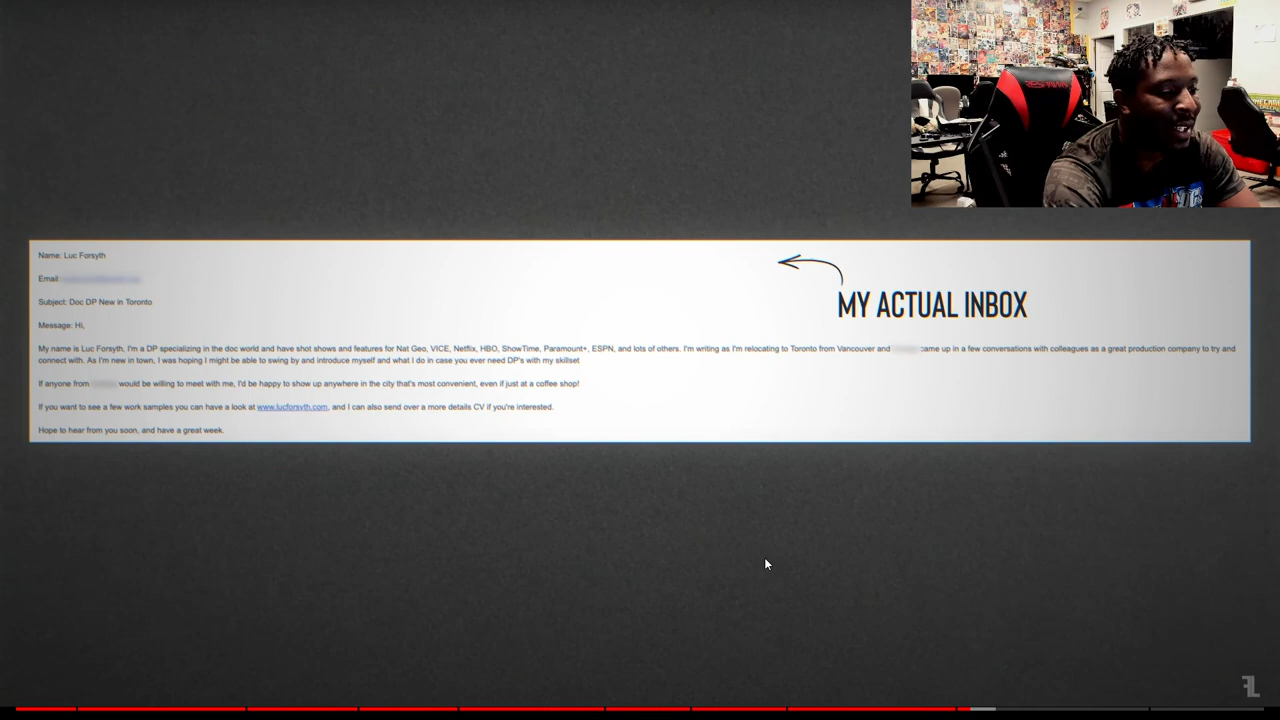 Name: Luc Forsyth
Email
Subject: Doc DP New in Toronto
MY ACTUAL INBOX
Message: Hi,
My name is Luc Forsyth, I'm a DP specializing in the doc world and have shot shows and features for Nat Geo, VICE, Netflix, HBO, ShowTime, Paramount+, ESPN, and lots of others. I'm writing as I'm relocating to Toronto from Vancouver and came up in a few conversations with colleagues as a great production company to try and
connect with. As I'm new in town, I was hoping I might be able to swing by and introduce myself and what I do in case you ever need DP's with my skillset
If anyone from would be willing to meet with me, I'd be happy to show up anywhere in the city that's most convenient, even if just at a coffee shop!
If you want to see a few work samples you can have a look at www.lucforsyth.com, and I can also send over a more details CV if you're interested.
Hope to hear from you soon, and have a great week.